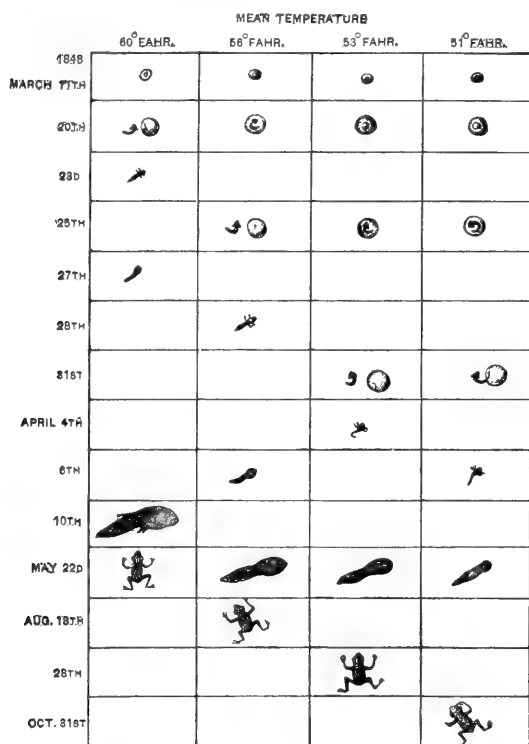 MEAN TEMPERATURE
60° FAHR. 56° FAHR. 53° FAHR. 51° FAHR.
1848
MARCH 11TH
20TH
23D
25TH
27TH
28TH
31ST
APRIL 4TH
6TH
10TH
MAY 22D
AUG. 18TH
28TH
OCT. 31ST